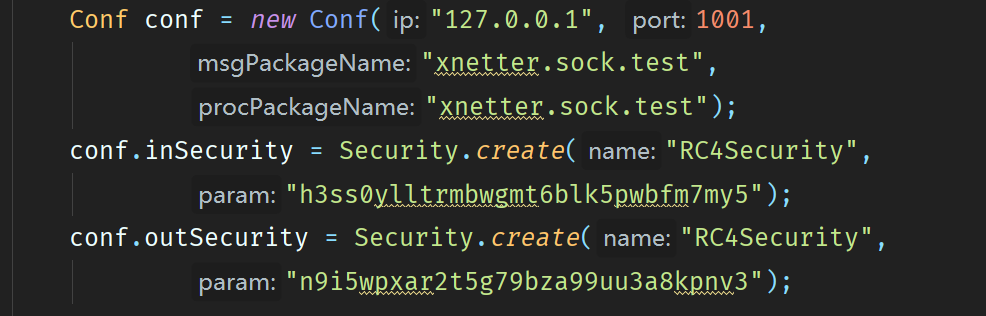 Conf conf = new Conf( ip: "127.0.0.1", port: 1001,
msgPackageName: "xnetter.sock.test",
procPackageName: "xnetter.sock.test");
conf.inSecurity = Security.create( name: "RC4Security",
param: "h3ss0ylltrmbwgmt6blk5pwbfm7my5");
conf.outSecurity = Security.create( name: "RC4Security",
param: "n9i5wpxar2t5g79bza99uu3a8kpnv3");